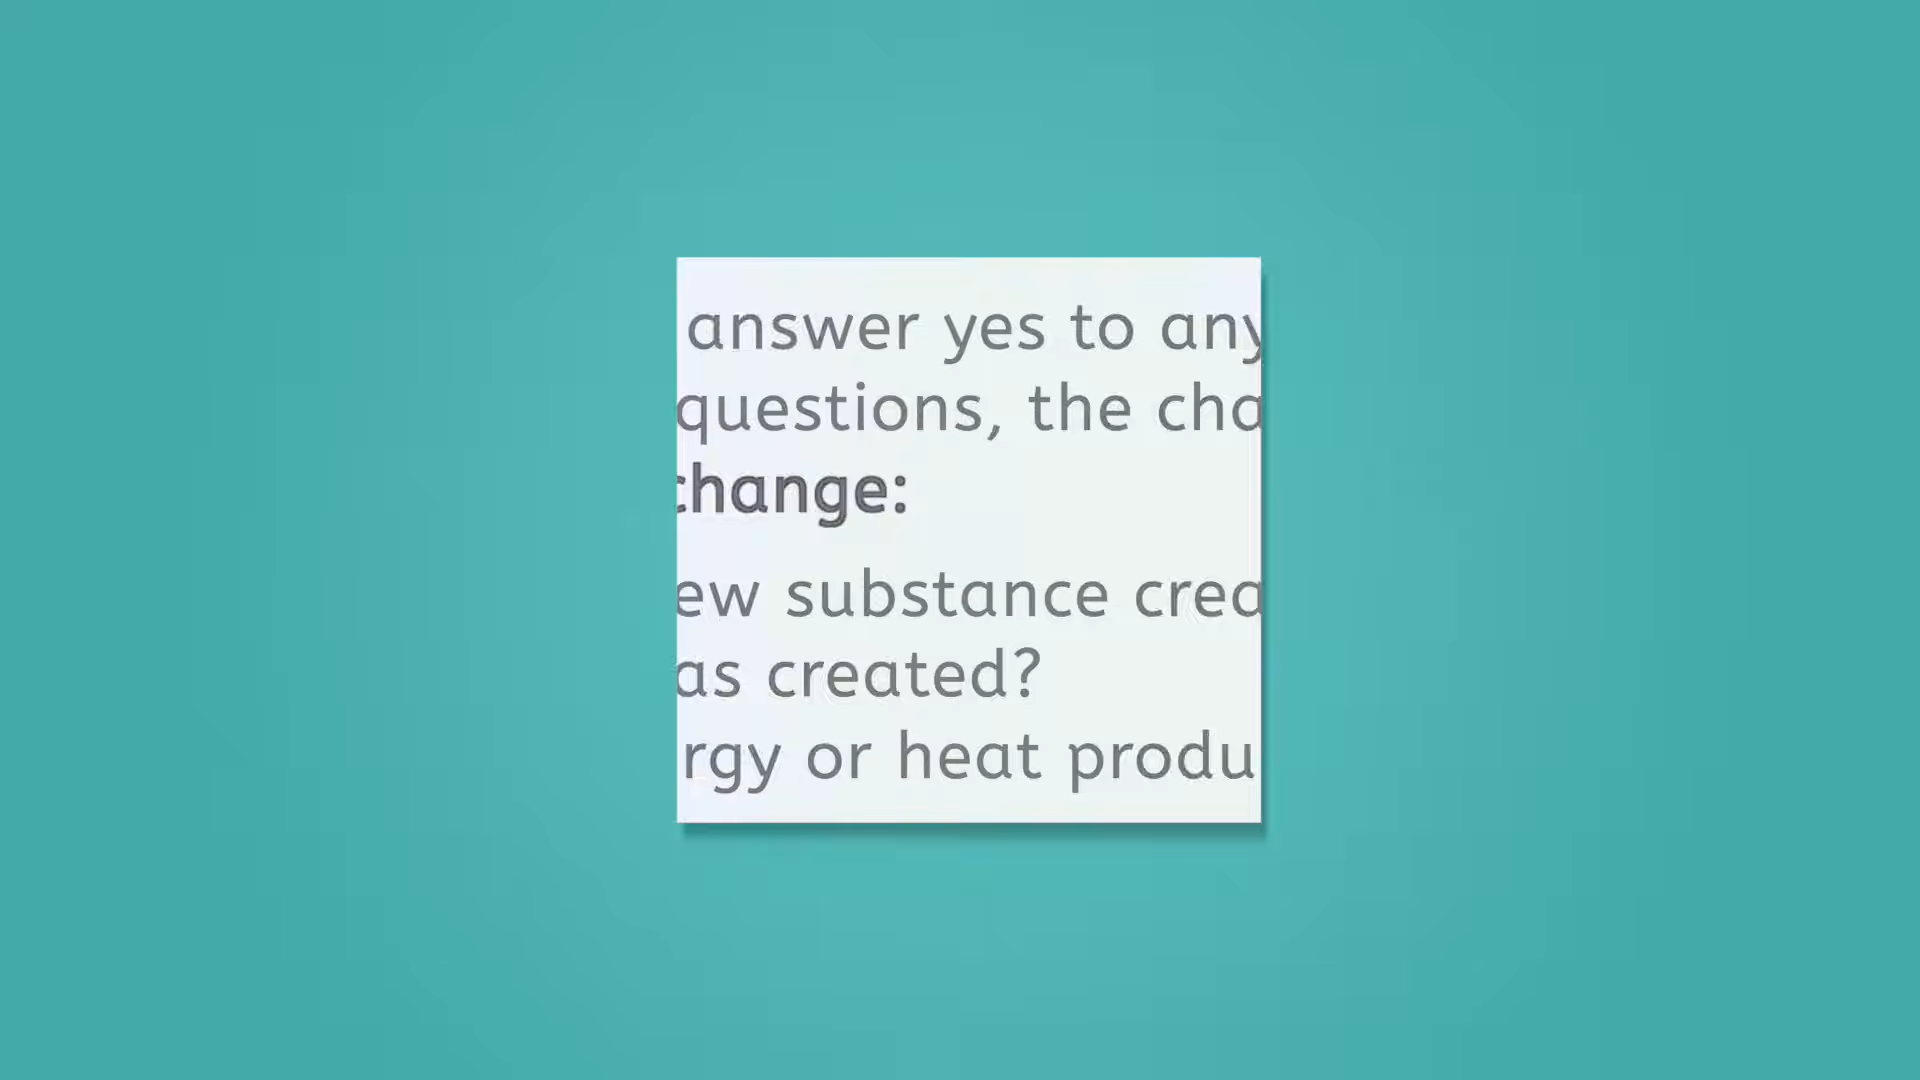 answer yes to any
questions, the cha
change:
ew substance crea
as created?
rgy or heat produ